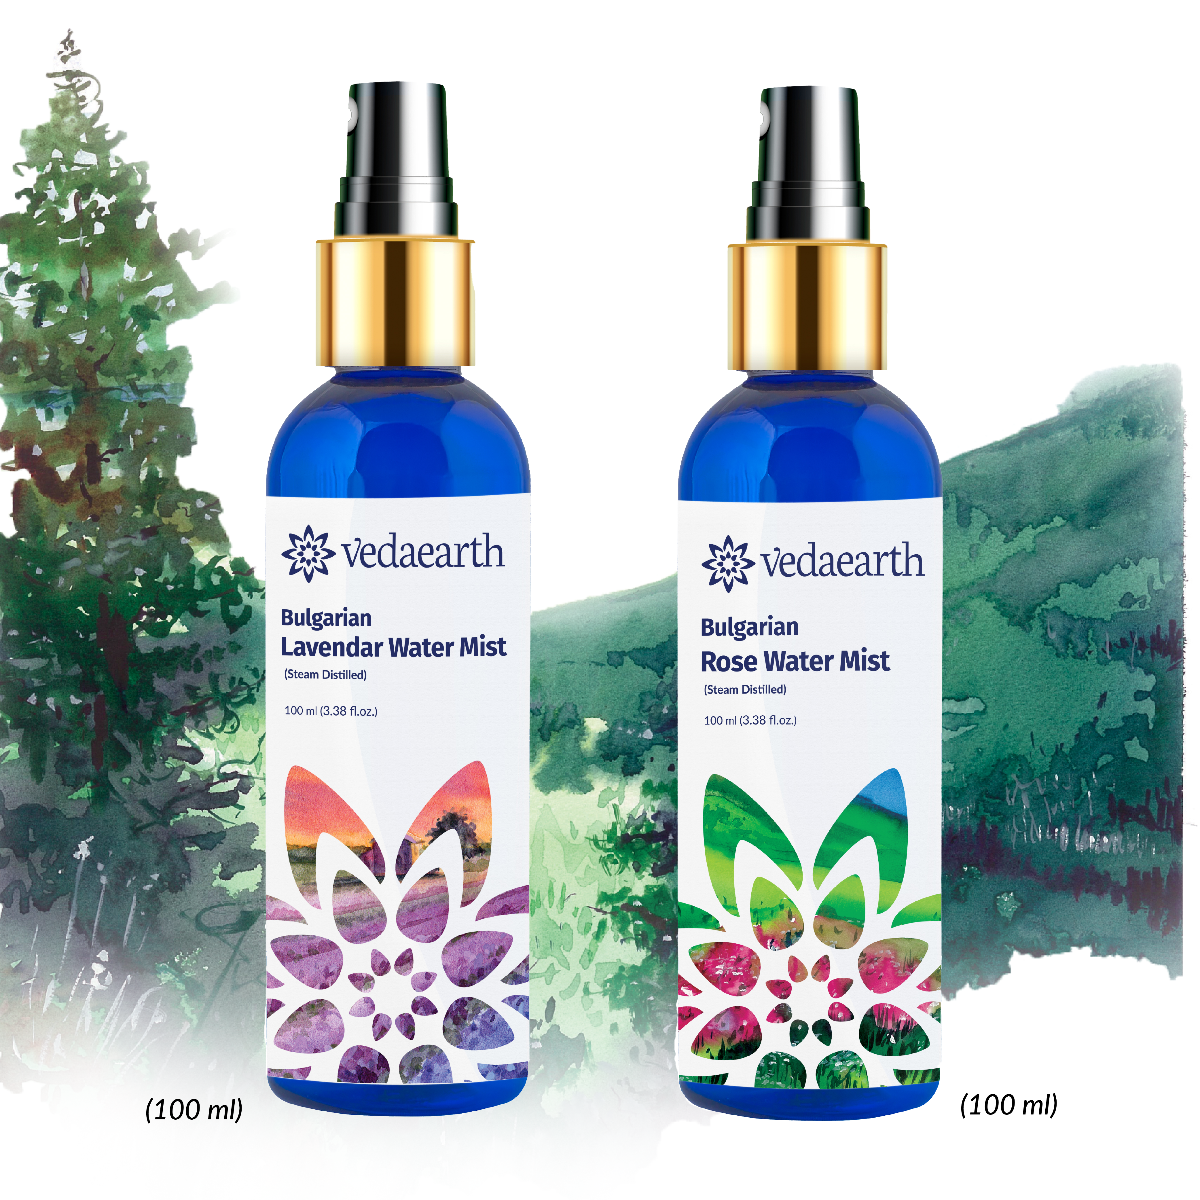 vedaearth
Bulgarian
Lavendar Water Mist
(Steam Distilled)
100 ml (3.38 fl.oz.)
(100 ml)
vedaearth
Bulgarian
Rose Water Mist
(Steam Distilled)
100 ml (3.38 fl.oz.)
(100 ml)